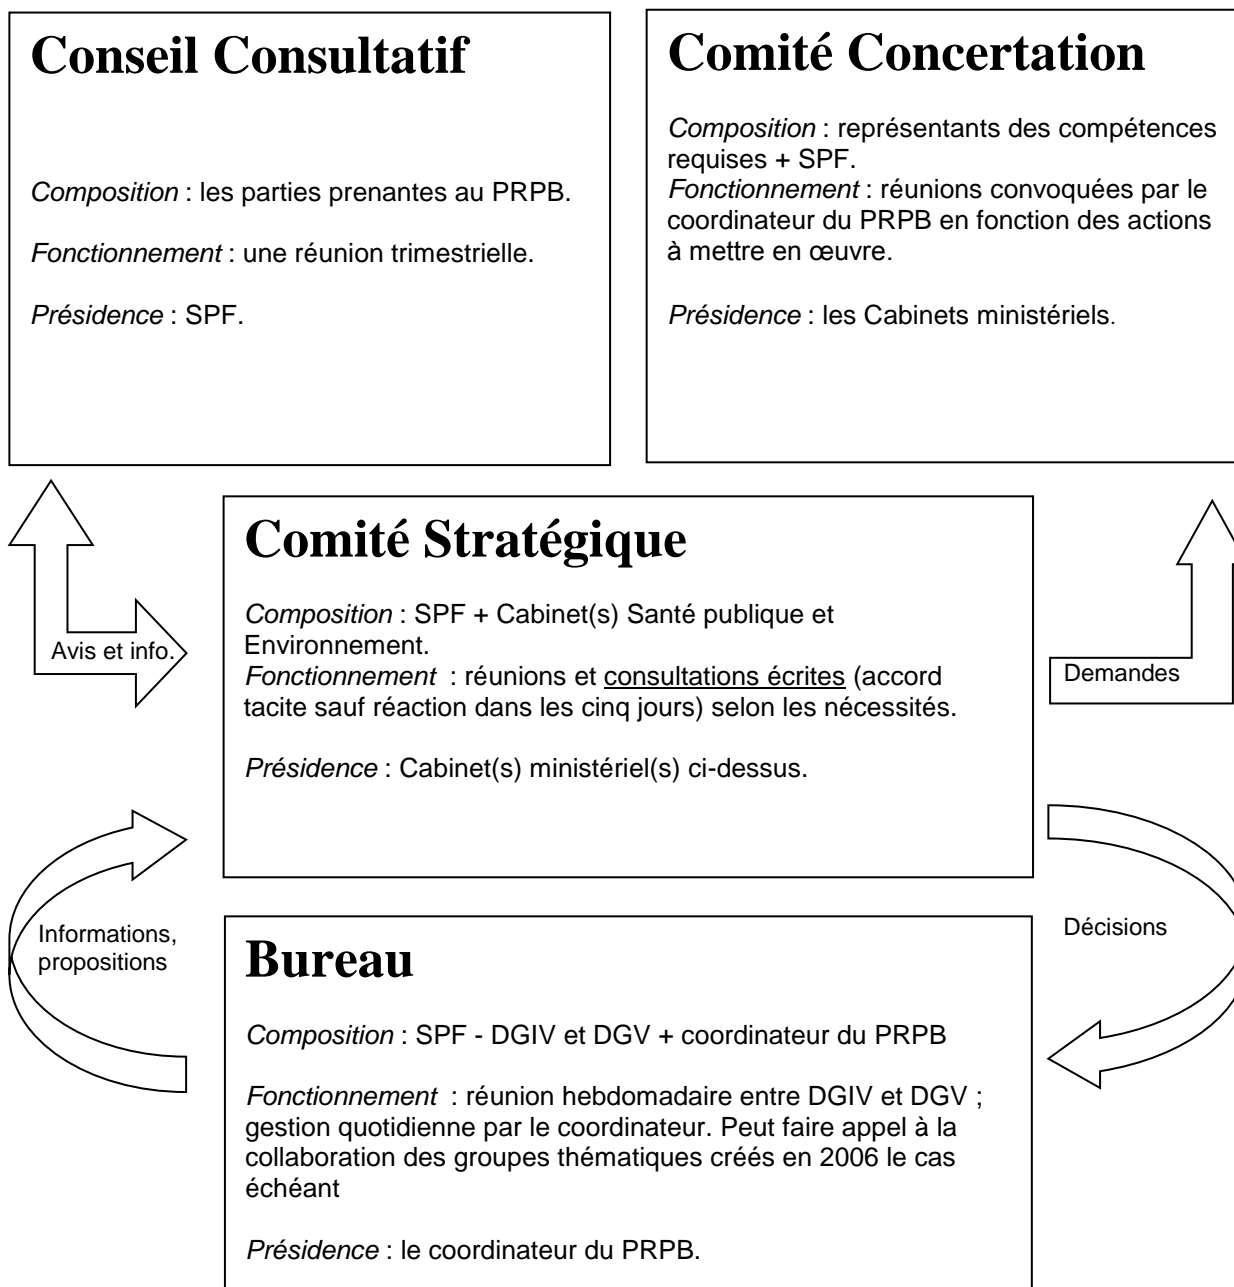 Conseil Consultatif
Composition : les parties prenantes au PRPB.
Fonctionnement : une réunion trimestrielle.
Présidence : SPF.
Comité Concertation
Composition : représentants des compétences
requises + SPF.
Fonctionnement : réunions convoquées par le
coordinateur du PRPB en fonction des actions
à mettre en œuvre.
Présidence : les Cabinets ministériels.
Avis et info.
Comité Stratégique
Composition : SPF + Cabinet(s) Santé publique et
Environnement.
Fonctionnement  : réunions et consultations écrites (accord
tacite sauf réaction dans les cinq jours) selon les nécessités.
Présidence : Cabinet(s) ministériel(s) ci-dessus.
Demandes
Informations,
propositions
Décisions
Bureau
Composition : SPF - DGIV et DGV + coordinateur du PRPB
Fonctionnement  : réunion hebdomadaire entre DGIV et DGV ;
gestion quotidienne par le coordinateur. Peut faire appel à la
collaboration des groupes thématiques créés en 2006 le cas
échéant
Présidence : le coordinateur du PRPB.